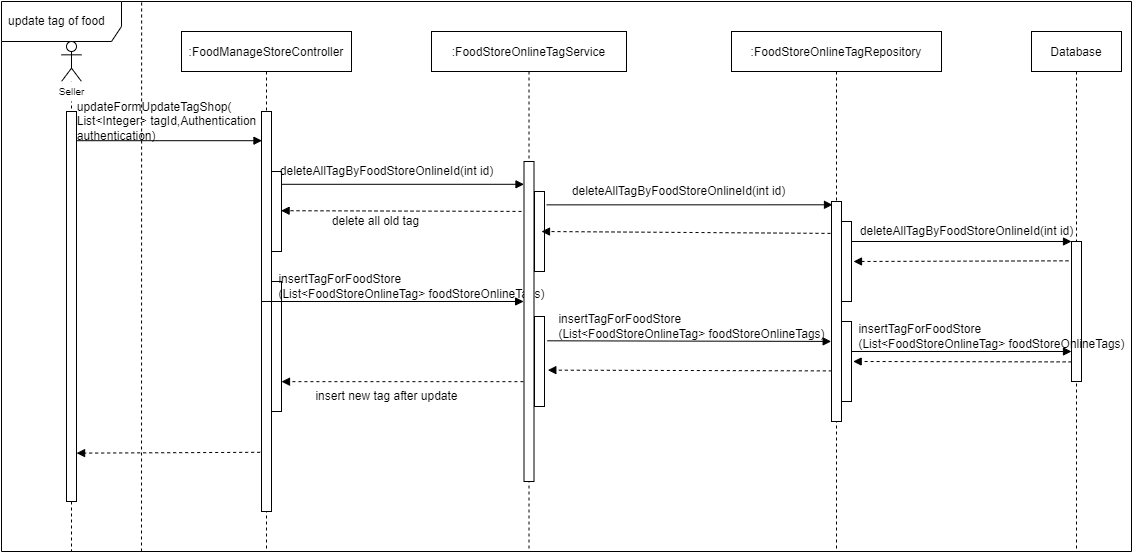 update tag of food
:FoodManageStoreController
:FoodStoreOnlineTagService
:FoodStoreOnlineTagRepository
Database
Seller
updateFormUpdateTagShop(
List<Integer> tagId,Authentication
authentication)
deleteAllTagByFoodStoreOnlineId(int id)
deleteAllTagByFoodStoreOnlineId(int id)
delete all old tag
deleteAllTagByFoodStoreOnlineId(int id)
insertTagForFoodStore
(List<FoodStoreOnlineTag> foodStoreOnlineTags)
insertTagForFoodStore
(List<FoodStoreOnlineTag> foodStoreOnlineTags)
insertTagForFoodStore
(List<FoodStoreOnlineTag> foodStoreOnlineTags)
insert new tag after update